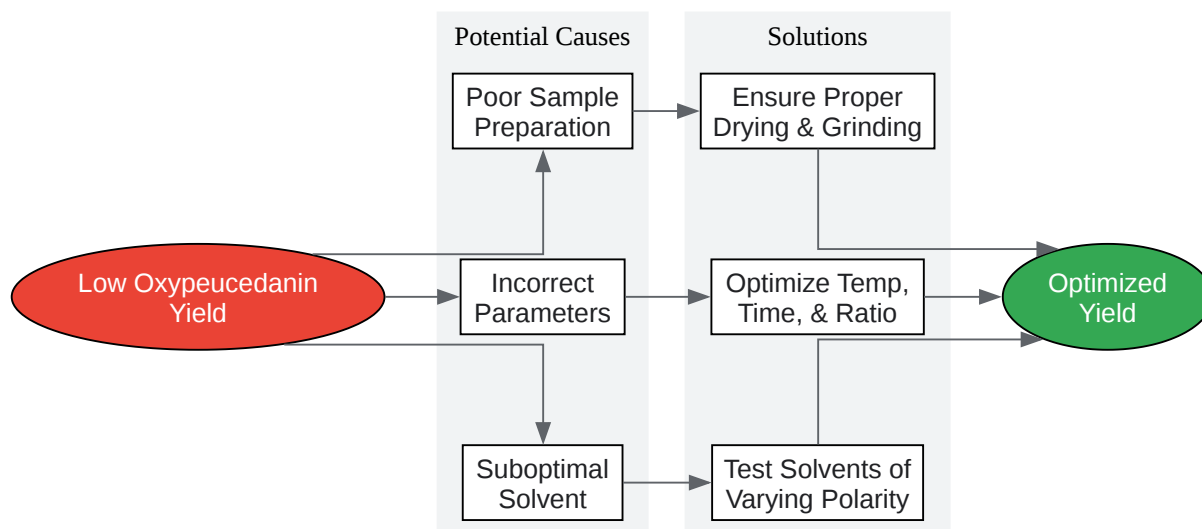 Potential Causes
Solutions
Poor Sample
Preparation
Ensure Proper
Drying & Grinding
Low Oxypeucedanin
Yield
Incorrect
Parameters
Optimize Temp,
Time, & Ratio
Optimized
Yield
Suboptimal
Solvent
Test Solvents of
Varying Polarity